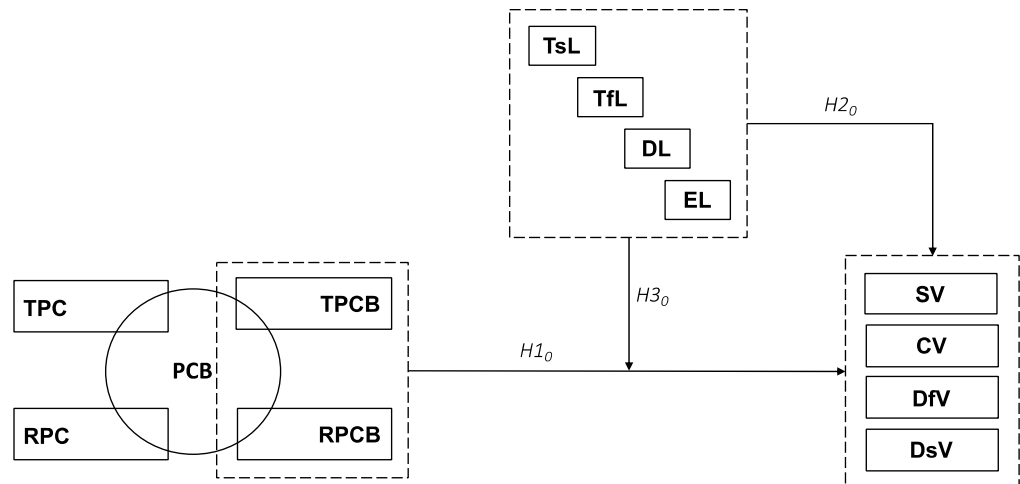 TsL
TfL
DL
EL
H2₀
H3₀
TPC
TPCB
PCB
RPC
RPCB
H1₀
SV
CV
DfV
DsV